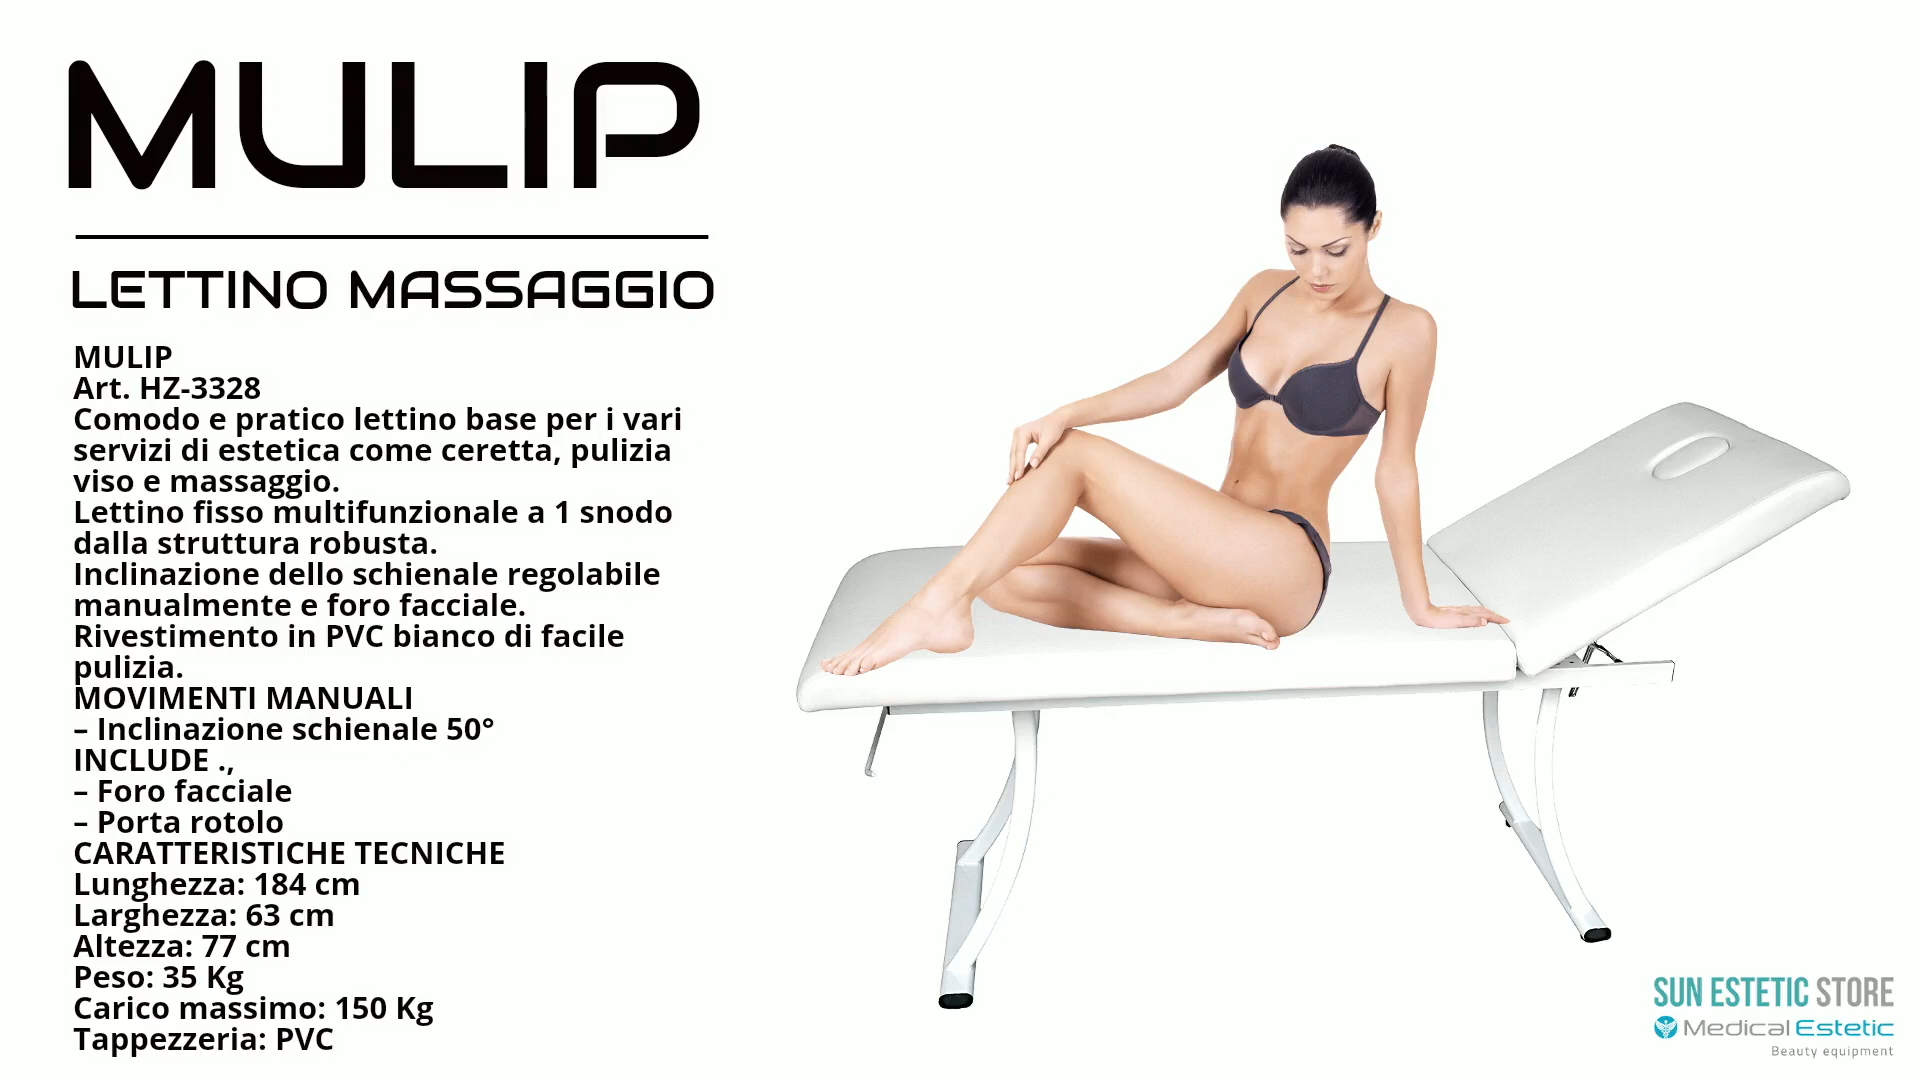 MULIP
LETTINO MASSAGGIO
MULIP
Art. HZ-3328
Comodo e pratico lettino base per i vari
servizi di estetica come ceretta, pulizia
viso e massaggio.
Lettino fisso multifunzionale a 1 snodo
dalla struttura robusta.
Inclinazione dello schienale regolabile
manualmente e foro facciale.
Rivestimento in PVC bianco di facile
pulizia.
MOVIMENTI MANUALI
– Inclinazione schienale 50°
INCLUDE .,
– Foro facciale
– Porta rotolo
CARATTERISTICHE TECNICHE
Lunghezza: 184 cm
Larghezza: 63 cm
Altezza: 77 cm
Peso: 35 Kg
Carico massimo: 150 Kg
Tappezzeria: PVC
SUN ESTETIC STORE
Medical Estetic
Beauty equipment